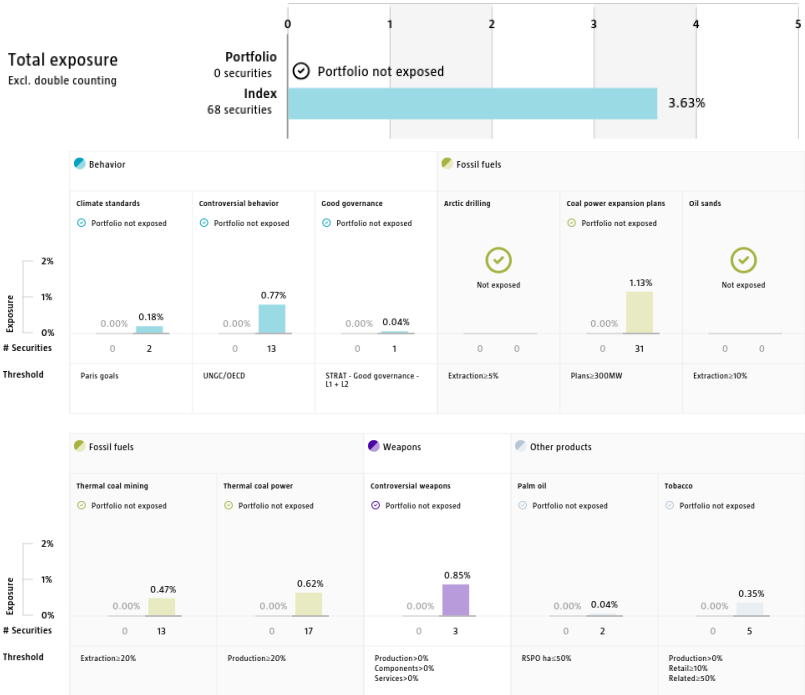 0 1 2 3 4 5
Total exposure
Excl. double counting
Portfolio
0 securities
Portfolio not exposed
Index
68 securities
3.63%
Behavior
Fossil fuels
Climate standards
Controversial behavior
Good governance
Arctic drilling
Coal power expansion plans
Oil sands
Portfolio not exposed
Portfolio not exposed
Portfolio not exposed
Portfolio not exposed
Not exposed
Not exposed
Exposure
2%
1%
0%
0.00% 0.18%
0.00% 0.77%
0.00% 0.04%
0.00% 1.13%
# Securities
0 2
0 13
0 1
0 0
0 31
0 0
Threshold
Paris goals
UNGC/OECD
STRAT - Good governance -
L1 + L2
Extraction≥5%
Plans≥300MW
Extraction≥10%
Fossil fuels
Weapons
Other products
Thermal coal mining
Thermal coal power
Controversial weapons
Palm oil
Tobacco
Portfolio not exposed
Portfolio not exposed
Portfolio not exposed
Portfolio not exposed
Portfolio not exposed
Exposure
2%
1%
0%
0.00% 0.47%
0.00% 0.62%
0.00% 0.85%
0.00% 0.04%
0.00% 0.35%
# Securities
0 13
0 17
0 3
0 2
0 5
Threshold
Extraction≥20%
Production≥20%
Production>0%
Components>0%
Services>0%
RSPO ha≤50%
Production>0%
Retail≥10%
Related≥50%